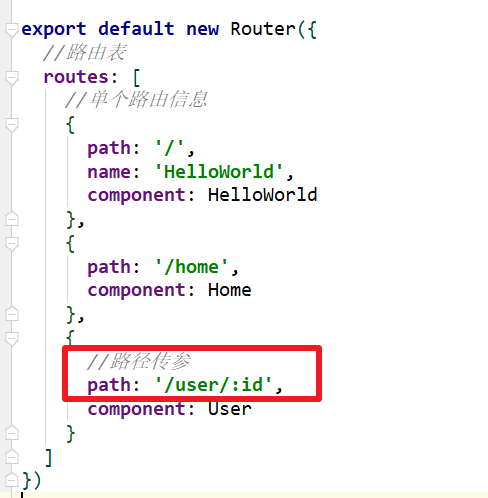 export default new Router({
  //路由表
  routes: [
    //单个路由信息
    {
      path: '/',
      name: 'HelloWorld',
      component: HelloWorld
    },
    {
      path: '/home',
      component: Home
    },
    {
      //路径传参
      path: '/user/:id',
      component: User
    }
  ]
})